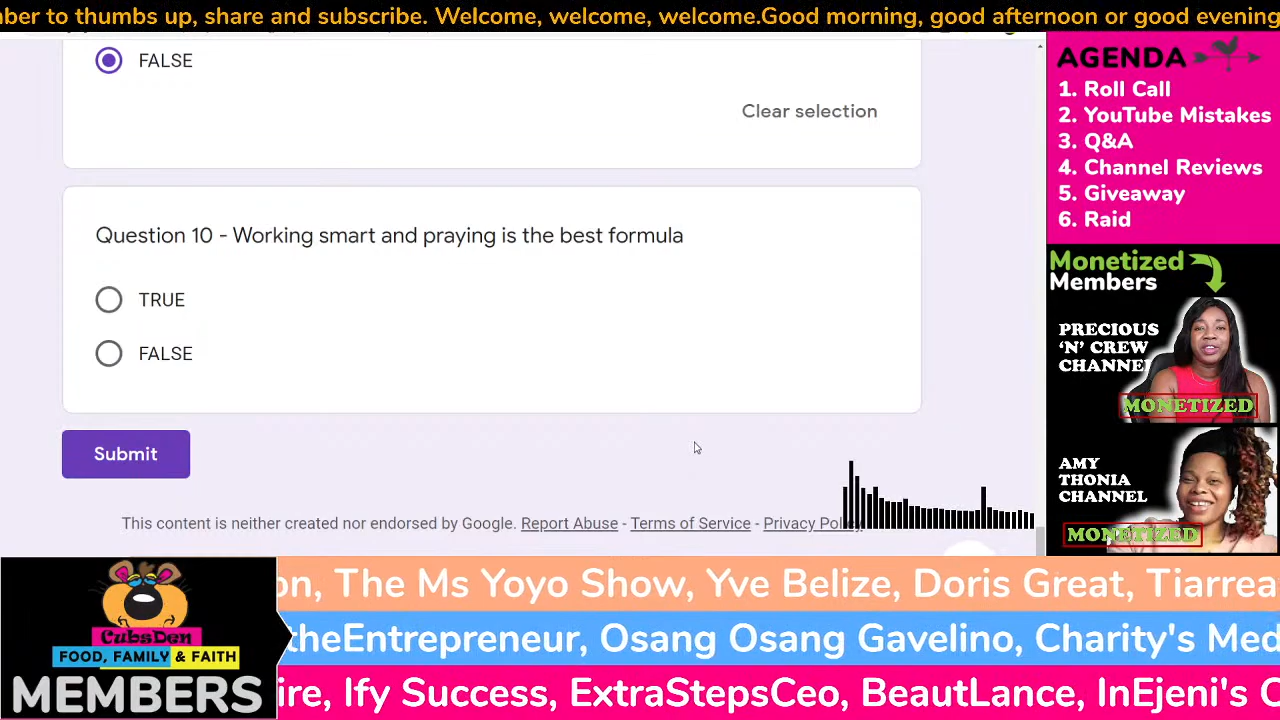 mber to thumbs up, share and subscribe. Welcome, welcome, welcome.Good morning, good afternoon or good evening
FALSE
Clear selection
Question 10 - Working smart and praying is the best formula
TRUE
FALSE
Submit
This content is neither created nor endorsed by Google. Report Abuse - Terms of Service - Privacy Policy
AGENDA
1. Roll Call
2. YouTube Mistakes
3. Q&A
4. Channel Reviews
5. Giveaway
6. Raid
Monetized
Members
PRECIOUS
'N' CREW
CHANNEL
MONETIZED
AMY
THONIA
CHANNEL
MONETIZED
CubsDen
FOOD, FAMILY & FAITH
MEMBERS
on, The Ms Yoyo Show, Yve Belize, Doris Great, Tiarrea
theEntrepreneur, Osang Osang Gavelino, Charity's Med
ire, Ify Success, ExtraStepsCeo, BeautLance, InEjeni's C